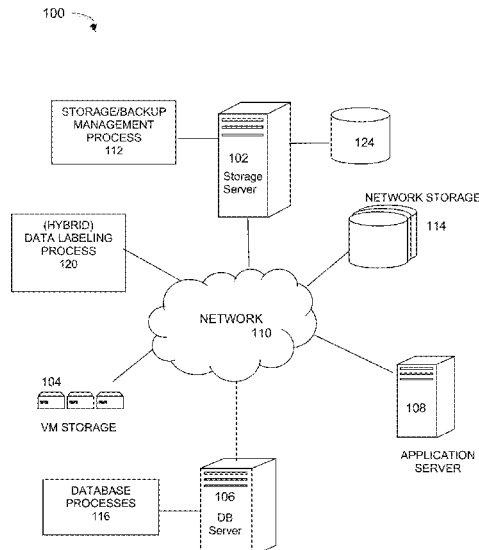 100
STORAGE/BACKUP
MANAGEMENT
PROCESS
112
102
Storage
Server
124
NETWORK STORAGE
114
(HYBRID)
DATA LABELING
PROCESS
120
NETWORK
110
104
VM STORAGE
108
APPLICATION
SERVER
DATABASE
PROCESSES
116
106
DB
Server